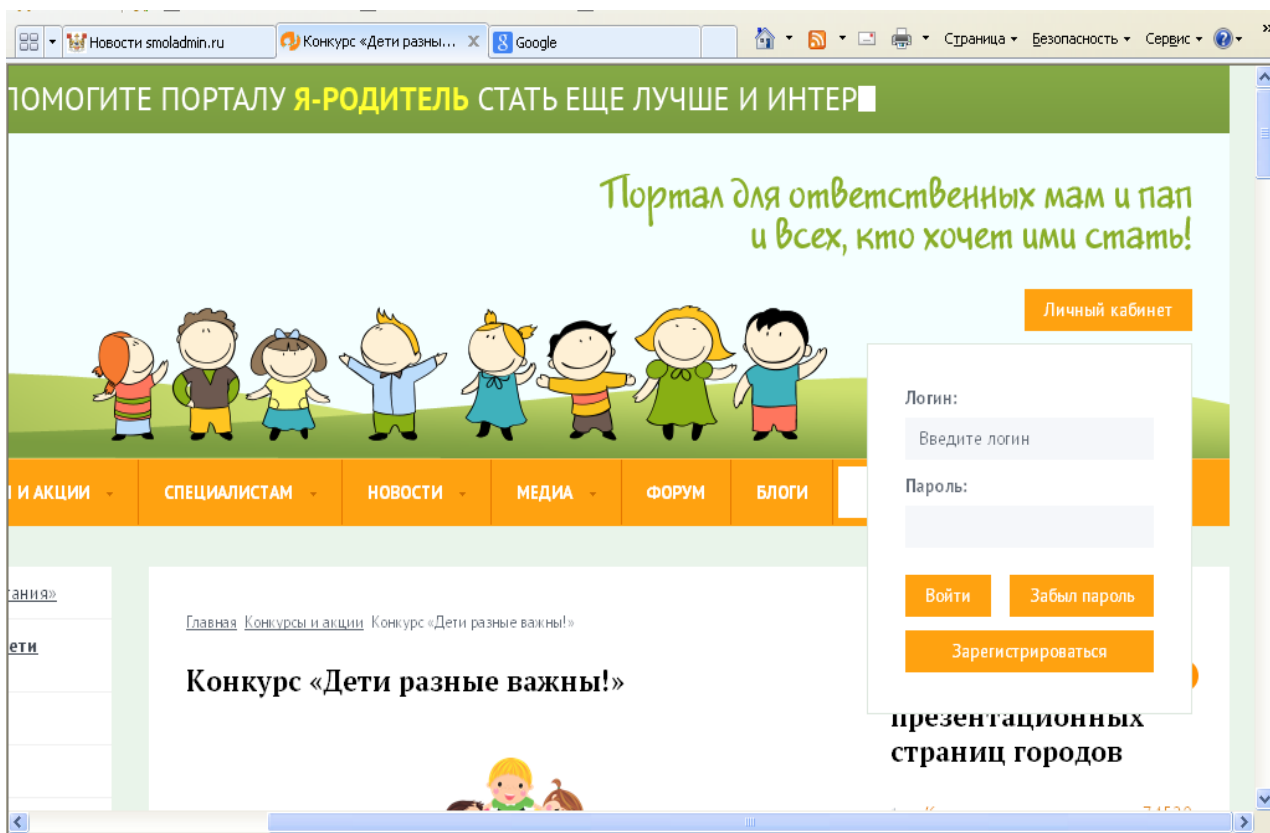 Новости smoladmin.ru
Конкурс «Дети разны...
Google
Страница
Безопасность
Сервис
ПОМОГИТЕ ПОРТАЛУ Я-РОДИТЕЛЬ СТАТЬ ЕЩЕ ЛУЧШЕ И ИНТЕР
Портал для ответственных мам и пап
и всех, кто хочет ими стать!
Личный кабинет
Логин:
Введите логин
Пароль:
Войти
Забыл пароль
Зарегистрироваться
И АКЦИИ
СПЕЦИАЛИСТАМ
НОВОСТИ
МЕДИА
ФОРУМ
БЛОГИ
тания»
ети
Главная Конкурсы и акции Конкурс «Дети разные важны!»
Конкурс «Дети разные важны!»
презентационных
страниц городов